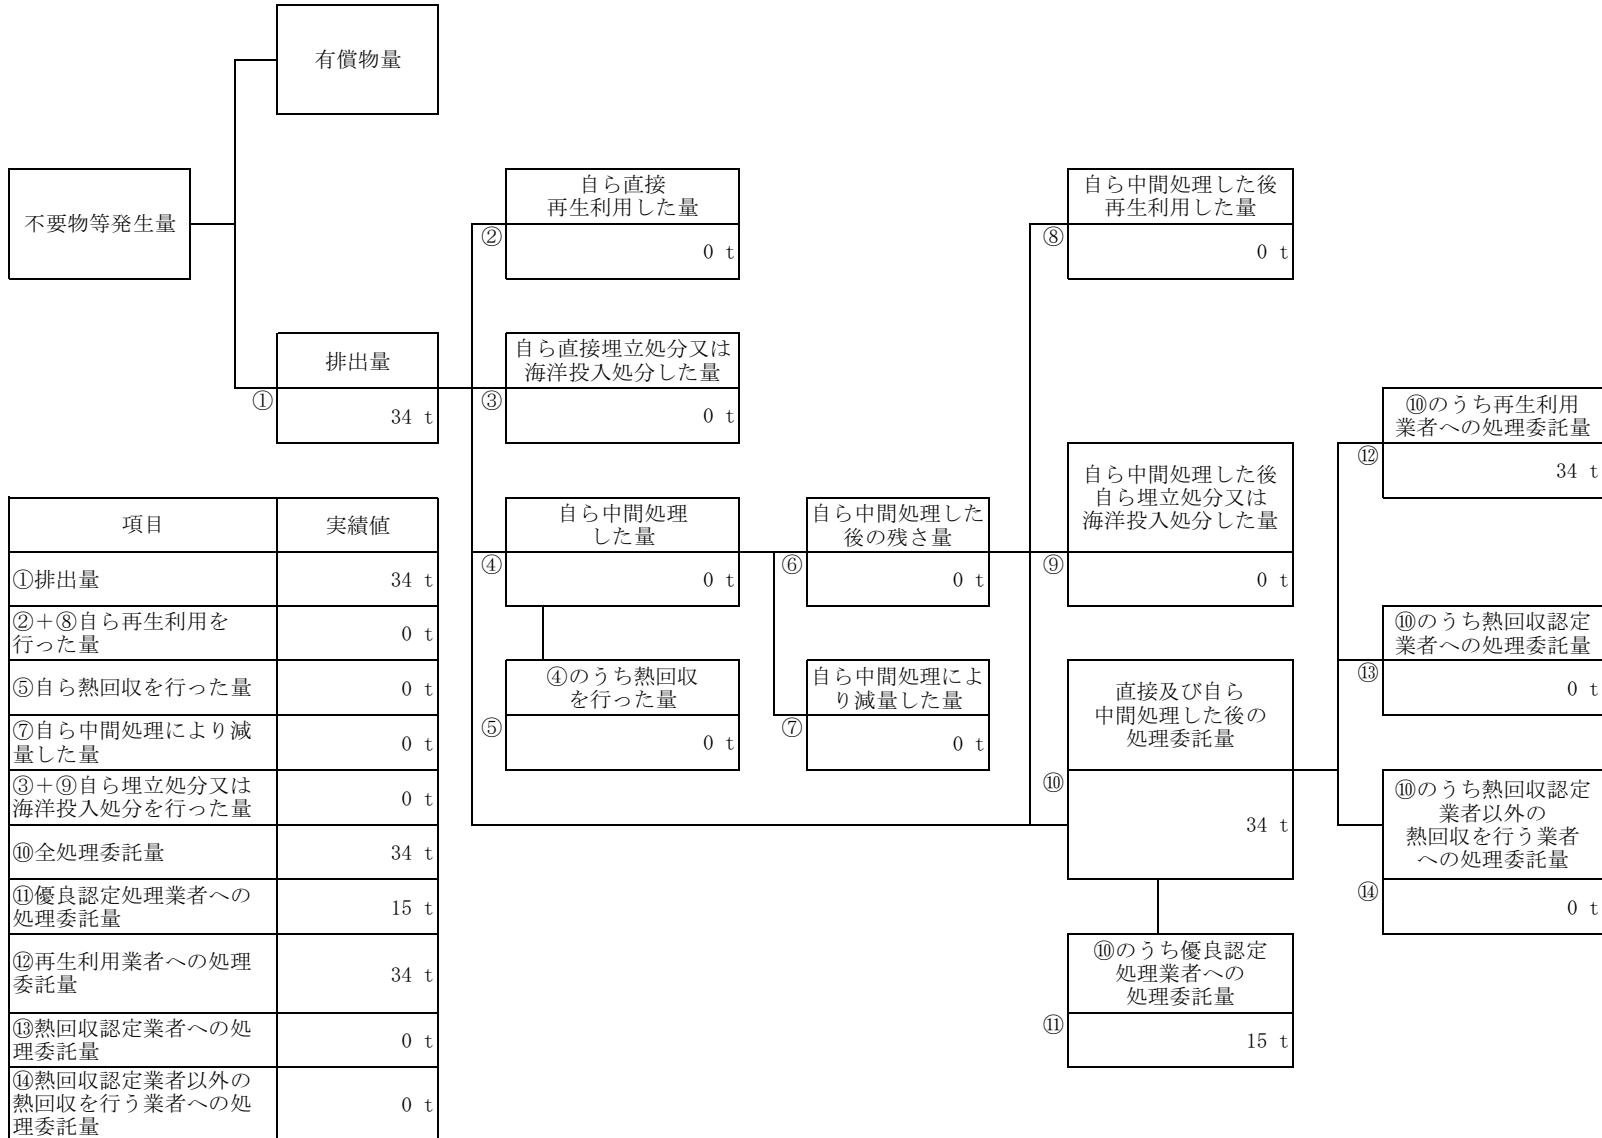 有償物量
不要物等発生量
自ら直接
再生利用した量
②
0 t
自ら中間処理した後
再生利用した量
⑧
0 t
排出量
①
34 t
自ら直接埋立処分又は
海洋投入処分した量
③
0 t
⑩のうち再生利用
業者への処理委託量
⑫
34 t
自ら中間処理
した量
④
0 t
自ら中間処理した
後の残さ量
⑥
0 t
自ら中間処理した後
自ら埋立処分又は
海洋投入処分した量
⑨
0 t
④のうち熱回収
を行った量
⑤
0 t
自ら中間処理によ
り減量した量
⑦
0 t
直接及び自ら
中間処理した後の
処理委託量
⑩
34 t
⑩のうち熱回収認定
業者への処理委託量
⑬
0 t
⑩のうち熱回収認定
業者以外の
熱回収を行う業者
への処理委託量
⑭
0 t
⑩のうち優良認定
処理業者への
処理委託量
⑪
15 t
項目 実績値
①排出量 34 t
②＋⑧自ら再生利用を
行った量 0 t
⑤自ら熱回収を行った量 0 t
⑦自ら中間処理により減
量した量 0 t
③＋⑨自ら埋立処分又は
海洋投入処分を行った量 0 t
⑩全処理委託量 34 t
⑪優良認定処理業者への
処理委託量 15 t
⑫再生利用業者への処理
委託量 34 t
⑬熱回収認定業者への処
理委託量 0 t
⑭熱回収認定業者以外の
熱回収を行う業者への処
理委託量 0 t